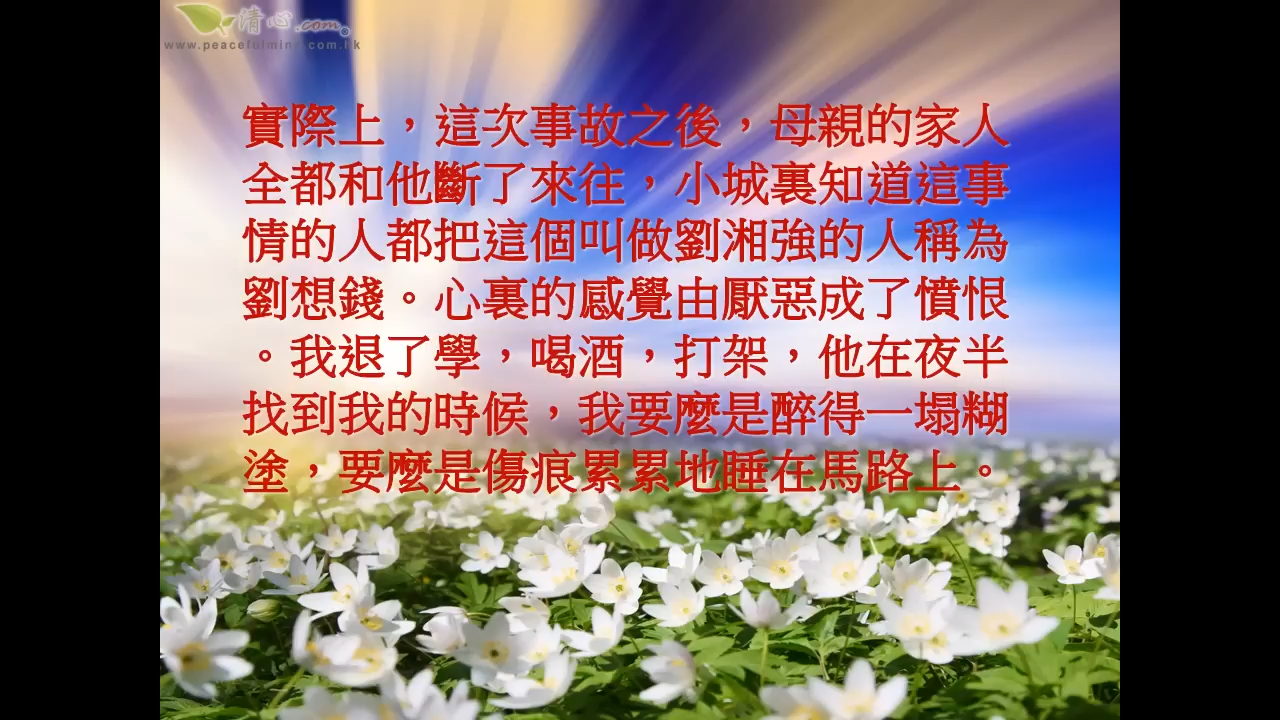 清心.com
www.peacefulmind.com.hk
實際上，這次事故之後，母親的家人
全都和他斷了來往，小城裏知道這事
情的人都把這個叫做劉湘強的人稱為
劉想錢。心裏的感覺由厭惡成了憤恨
。我退了學，喝酒，打架，他在夜半
找到我的時候，我要麼是醉得一塌糊
塗，要麼是傷痕累累地睡在馬路上。